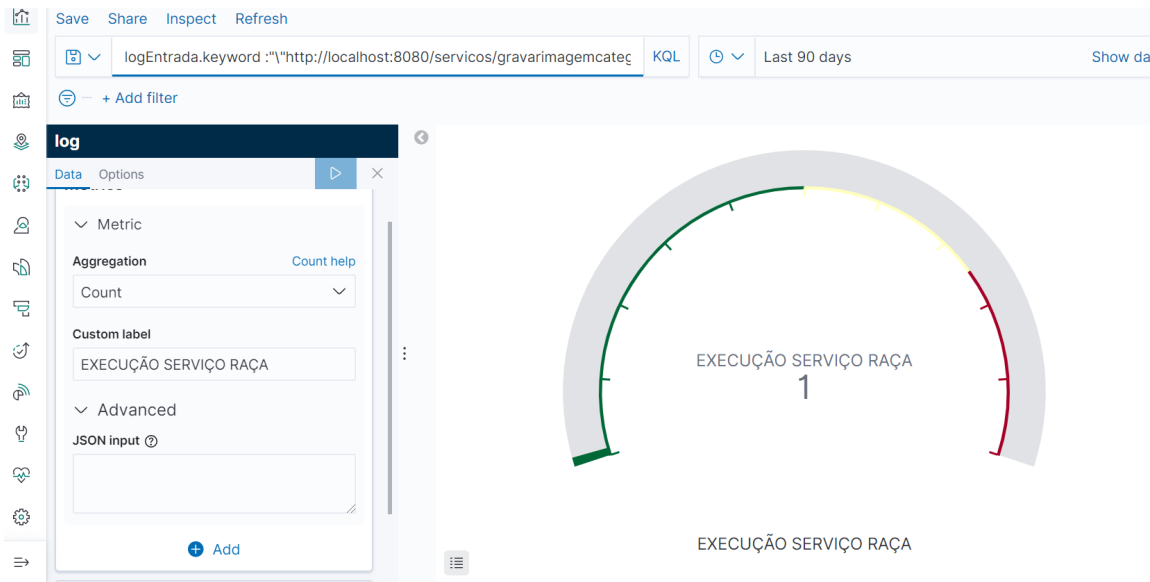 Save Share Inspect Refresh
logEntrada.keyword :"\"http://localhost:8080/servicos/gravarimagemcateg KQL Last 90 days Show da
+ Add filter
log
Data Options
Metric
Aggregation Count help
Count
Custom label
EXECUÇÃO SERVIÇO RAÇA
Advanced
JSON input
Add
EXECUÇÃO SERVIÇO RAÇA
1
EXECUÇÃO SERVIÇO RAÇA